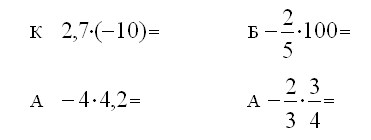 К 2,7·(−10)= Б −2/5·100=
А −4·4,2= А −2/3·3/4=